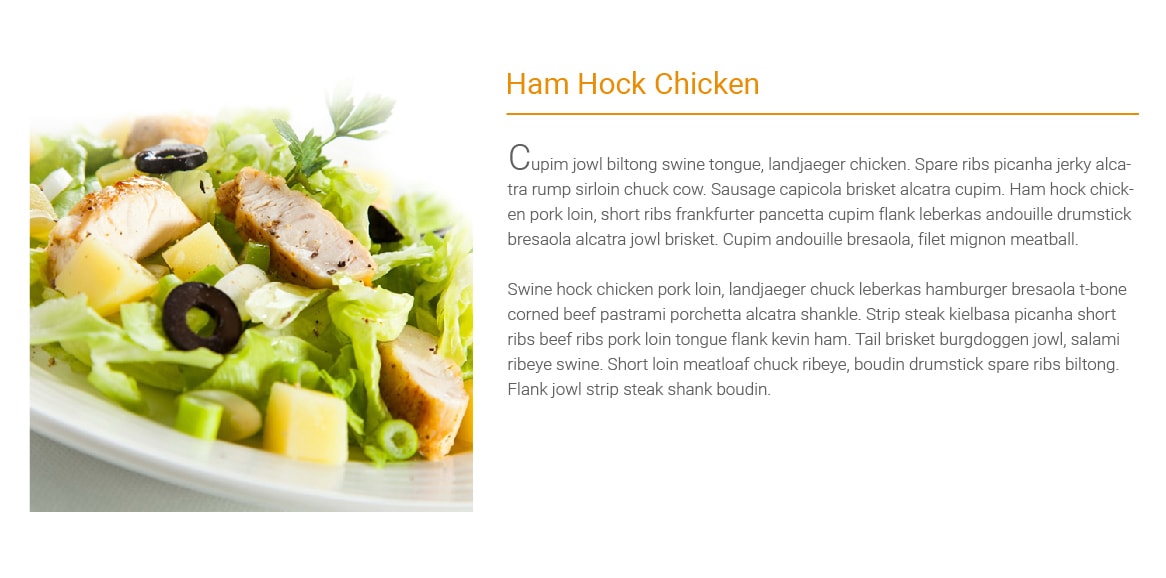 Ham Hock Chicken
Cupim jowl biltong swine tongue, landjaeger chicken. Spare ribs picanha jerky alca-
tra rump sirloin chuck cow. Sausage capicola brisket alcatra cupim. Ham hock chick-
en pork loin, short ribs frankfurter pancetta cupim flank leberkas andouille drumstick
bresaola alcatra jowl brisket. Cupim andouille bresaola, filet mignon meatball.
Swine hock chicken pork loin, landjaeger chuck leberkas hamburger bresaola t-bone
corned beef pastrami porchetta alcatra shankle. Strip steak kielbasa picanha short
ribs beef ribs pork loin tongue flank kevin ham. Tail brisket burgdoggen jowl, salami
ribeye swine. Short loin meatloaf chuck ribeye, boudin drumstick spare ribs biltong.
Flank jowl strip steak shank boudin.